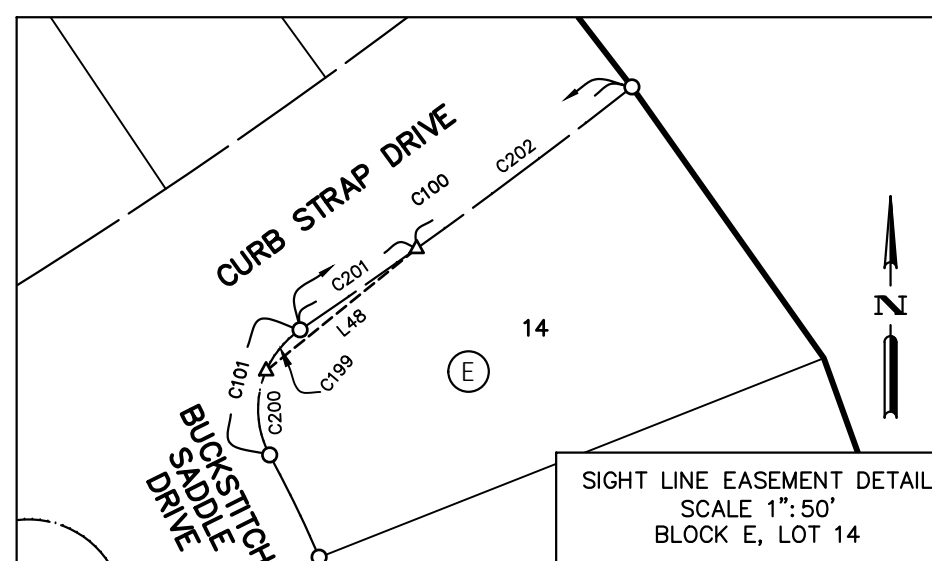 CURB STRAP DRIVE
C202
C100
C201
L48
C199
C101
C200
14
E
N
BUCKSTITCH
SADDLE
DRIVE
SIGHT LINE EASEMENT DETAIL
SCALE 1":50'
BLOCK E, LOT 14